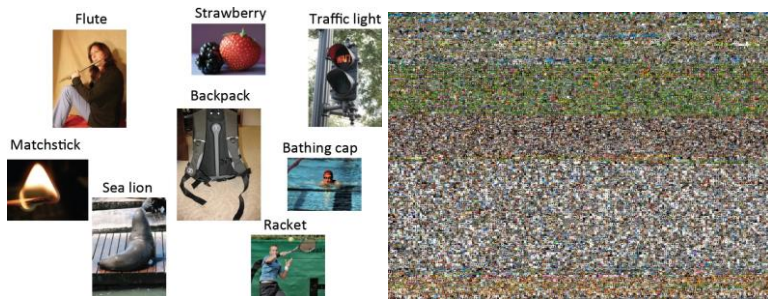 Flute
Strawberry
Traffic light
Backpack
Matchstick
Bathing cap
Sea lion
Racket